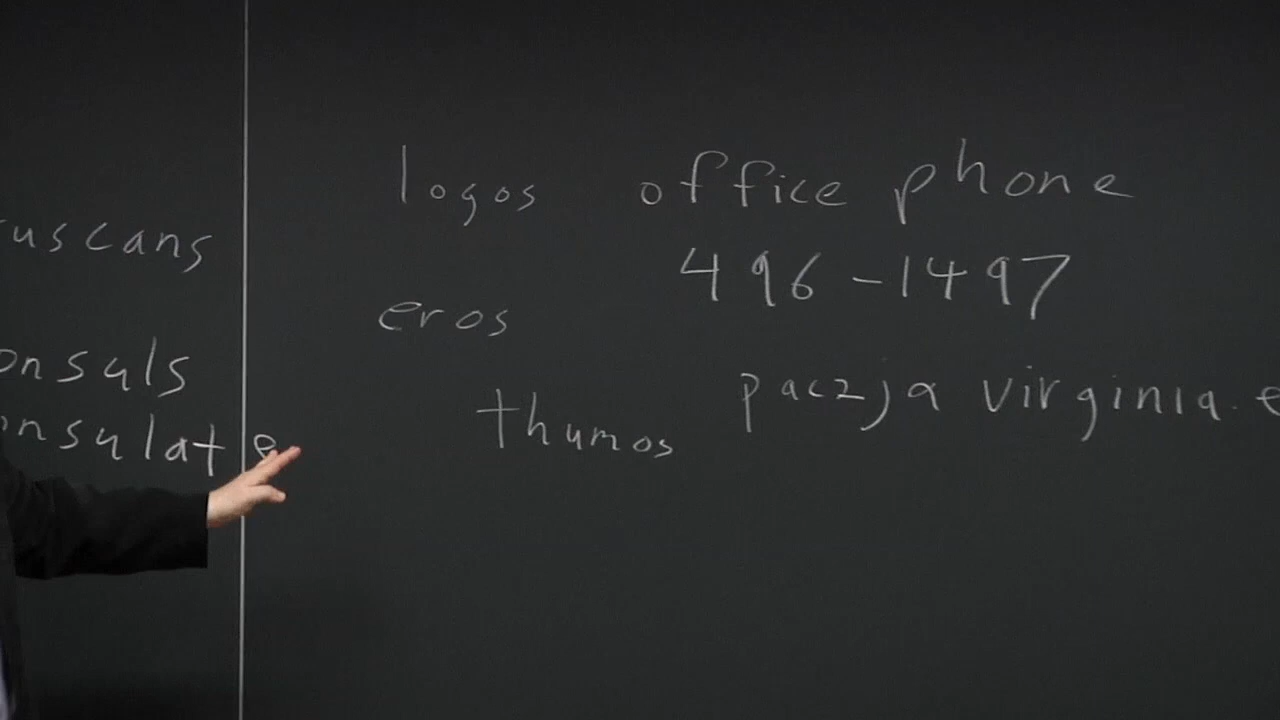 uscans
onsuls
onsulate
logos
eros
thumos
office phone
496-1497
paczja virginia.e